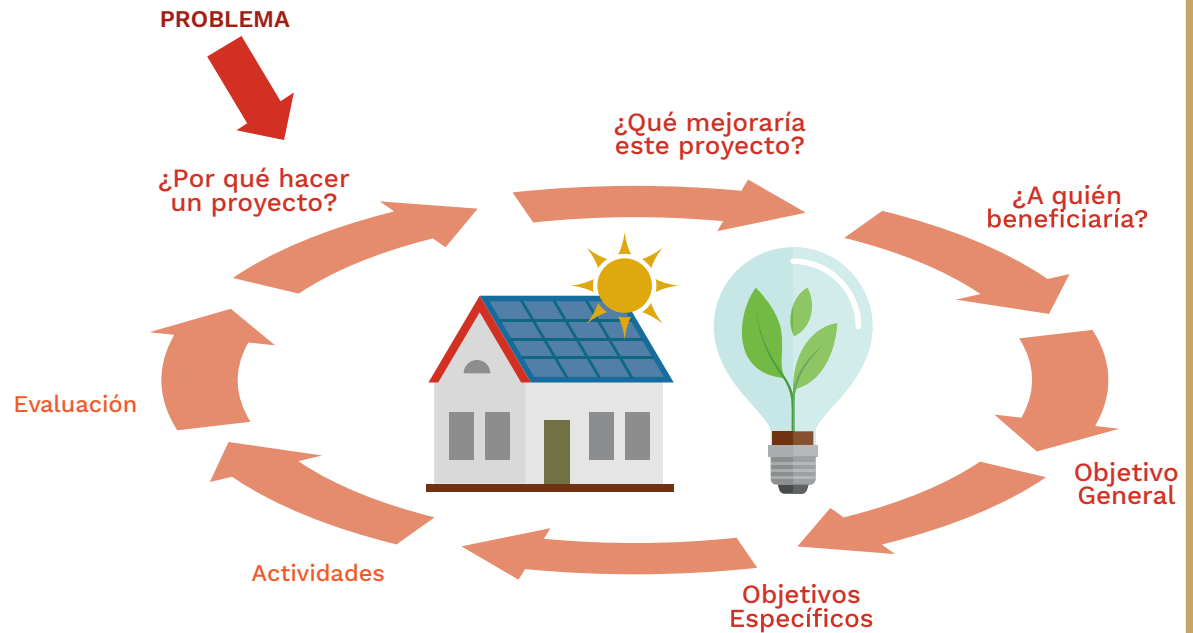 PROBLEMA
¿Por qué hacer
un proyecto?
¿Qué mejoraría
este proyecto?
¿A quién
beneficiaría?
Objetivo
General
Objetivos
Específicos
Actividades
Evaluación